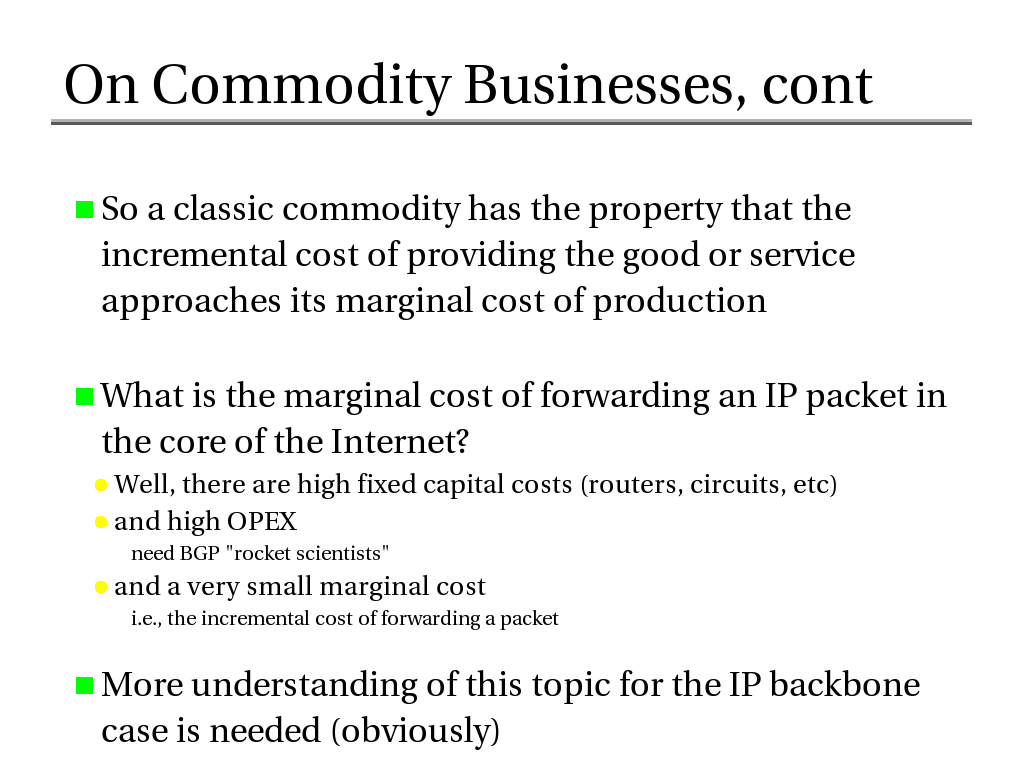 On Commodity Businesses, cont
So a classic commodity has the property that the
incremental cost of providing the good or service
approaches its marginal cost of production
What is the marginal cost of forwarding an IP packet in
the core of the Internet?
Well, there are high fixed capital costs (routers, circuits, etc)
and high OPEX
need BGP "rocket scientists"
and a very small marginal cost
i.e., the incremental cost of forwarding a packet
More understanding of this topic for the IP backbone
case is needed (obviously)